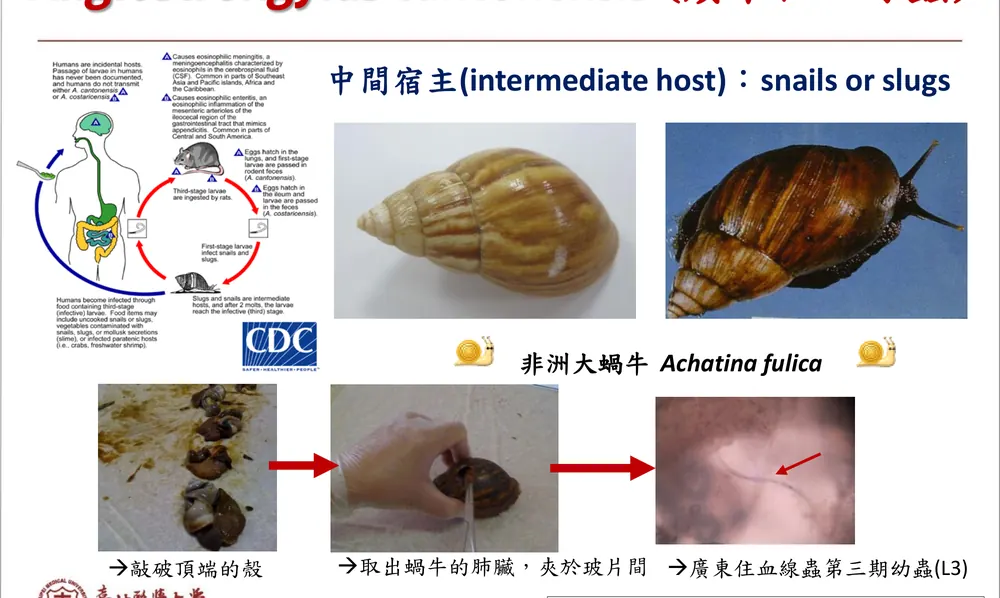 中間宿主(intermediate host)：snails or slugs
Humans are incidental hosts.
Passage of larvae in humans
has never been documented,
and humans do not transmit
either A. cantonensis
or A. costaricensis.
Causes eosinophilic meningitis, a
meningoencephalitis characterized by
eosinophils in the cerebrospinal fluid
(CSF). Common in parts of Southeast
Asia and Pacific islands, Africa and
the Caribbean.
Causes eosinophilic enteritis, an
eosinophilic inflammation of the
mesenteric arterioles of the
ileocecal region of the
gastrointestinal tract that mimics
appendicitis. Common in parts of
Central and South America.
Eggs hatch in the
lungs, and first-stage
larvae are passed in
rodent feces
(A. cantonensis).
Eggs hatch in
the ileum and
larvae are passed
in the feces
(A. costaricensis).
Third-stage larvae
are ingested by rats.
First-stage larvae
infect snails and
slugs.
Humans become infected through
food containing third-stage
(infective) larvae. Food items may
include uncooked snails or slugs,
vegetables contaminated with
snails, slugs, or mollusk secretions
(slime), or infected paratenic hosts
(i.e., crabs, freshwater shrimp).
Slugs and snails are intermediate
hosts, and after 2 molts, the larvae
reach the infective (third) stage.
CDC
SAFER·HEALTHIER·PEOPLE™
非洲大蝸牛 Achatina fulica
→敲破頂端的殼
→取出蝸牛的肺臟，夾於玻片間
→廣東住血線蟲第三期幼蟲(L3)